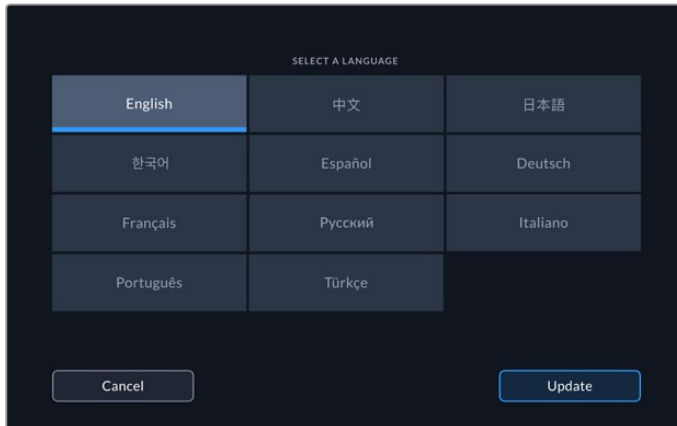 SELECT A LANGUAGE
English 中文 日本語
한국어 Español Deutsch
Français Русский Italiano
Português Türkçe
Cancel Update